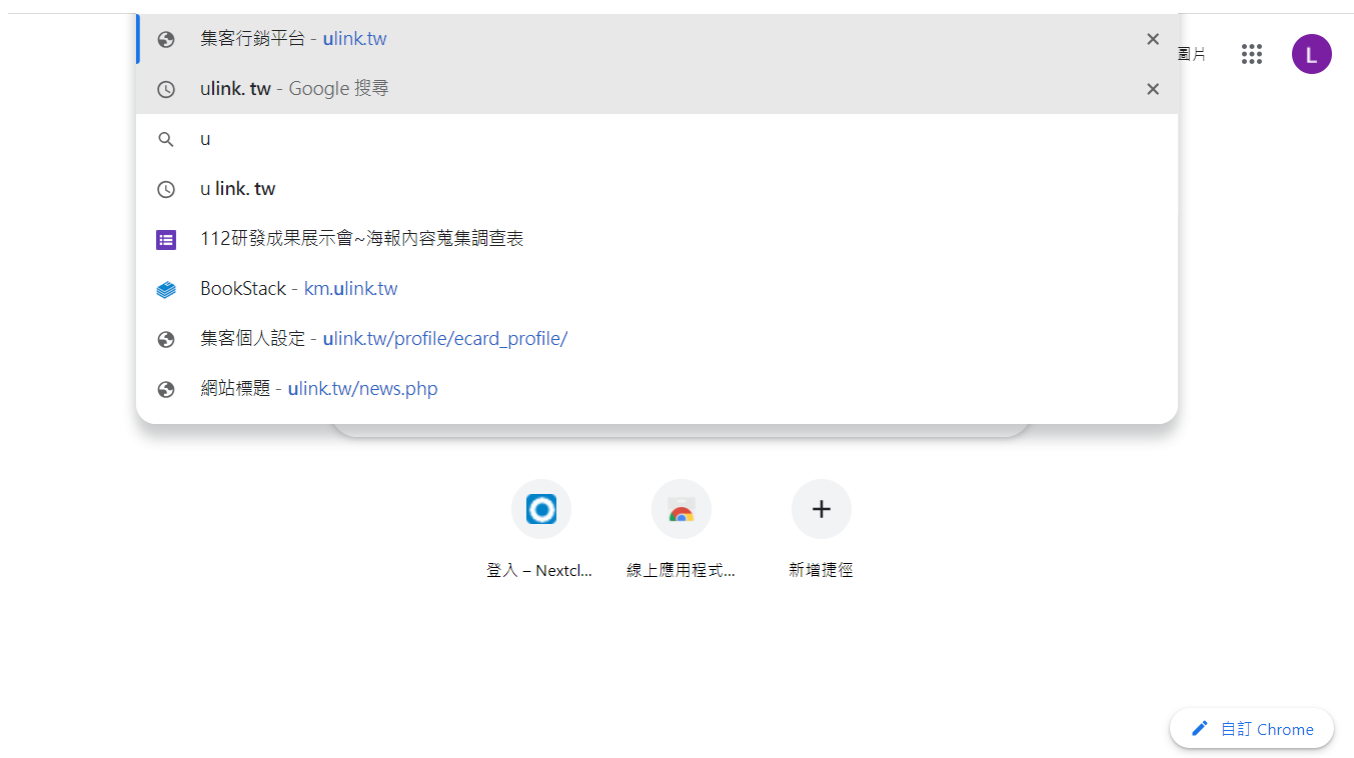 集客行銷平台 - ulink.tw
圖片
L
ulink. tw - Google 搜尋
u
u link. tw
112研發成果展示會~海報內容蒐集調查表
BookStack - km.ulink.tw
集客個人設定 - ulink.tw/profile/ecard_profile/
網站標題 - ulink.tw/news.php
登入 – Nextcl...
線上應用程式...
新增捷徑
自訂 Chrome